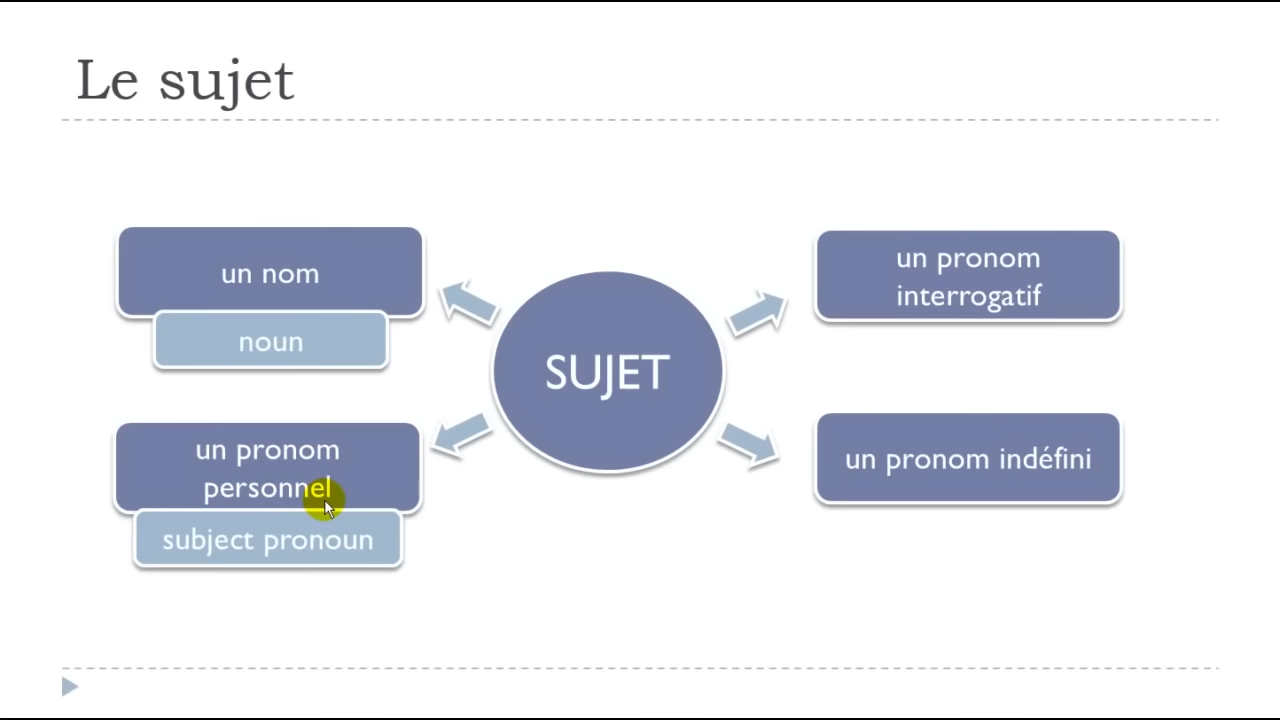 Le sujet
un nom
noun
un pronom
personnel
subject pronoun
SUJET
un pronom
interrogatif
un pronom indéfini